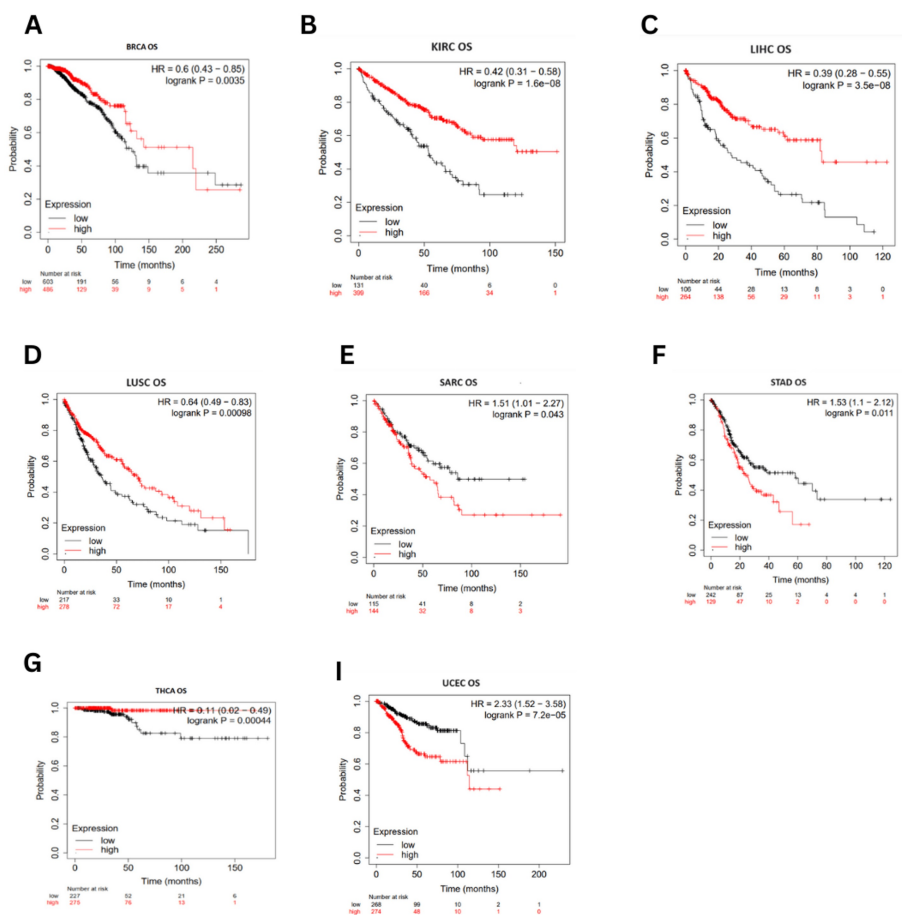 A
BRCA OS
HR = 0.6 (0.43 − 0.85)
logrank P = 0.0035
Probability
0.0 0.2 0.4 0.6 0.8 1.0
Expression
low
high
0 50 100 150 200 250
Time (months)
Number at risk
low 603 191 56 9 6 4
high 486 129 39 9 5 1
B
KIRC OS
HR = 0.42 (0.31 − 0.58)
logrank P = 1.6e−08
Probability
0.0 0.2 0.4 0.6 0.8 1.0
Expression
low
high
0 50 100 150
Time (months)
Number at risk
low 131 40 6 0
high 399 166 34 1
C
LIHC OS
HR = 0.39 (0.28 − 0.55)
logrank P = 3.5e−08
Probability
0.0 0.2 0.4 0.6 0.8 1.0
Expression
low
high
0 20 40 60 80 100 120
Time (months)
Number at risk
low 106 44 28 13 8 3 0
high 264 138 56 29 11 3 1
D
LUSC OS
HR = 0.64 (0.49 − 0.83)
logrank P = 0.00098
Probability
0.0 0.2 0.4 0.6 0.8 1.0
Expression
low
high
0 50 100 150
Time (months)
Number at risk
low 217 33 10 1
high 278 72 17 4
E
SARC OS
HR = 1.51 (1.01 − 2.27)
logrank P = 0.043
Probability
0.0 0.2 0.4 0.6 0.8 1.0
Expression
low
high
0 50 100 150
Time (months)
Number at risk
low 115 41 8 2
high 144 32 8 3
F
STAD OS
HR = 1.53 (1.1 − 2.12)
logrank P = 0.011
Probability
0.0 0.2 0.4 0.6 0.8 1.0
Expression
low
high
0 20 40 60 80 100 120
Time (months)
Number at risk
low 242 87 25 13 4 4 1
high 129 47 10 2 0 0 0
G
THCA OS
HR = 0.11 (0.02 − 0.49)
logrank P = 0.00044
Probability
0.0 0.2 0.4 0.6 0.8 1.0
Expression
low
high
0 50 100 150
Time (months)
Number at risk
low 227 52 21 6
high 275 76 13 1
I
UCEC OS
HR = 2.33 (1.52 − 3.58)
logrank P = 7.2e−05
Probability
0.0 0.2 0.4 0.6 0.8 1.0
Expression
low
high
0 50 100 150 200
Time (months)
Number at risk
low 268 99 10 2 1
high 274 48 10 1 0